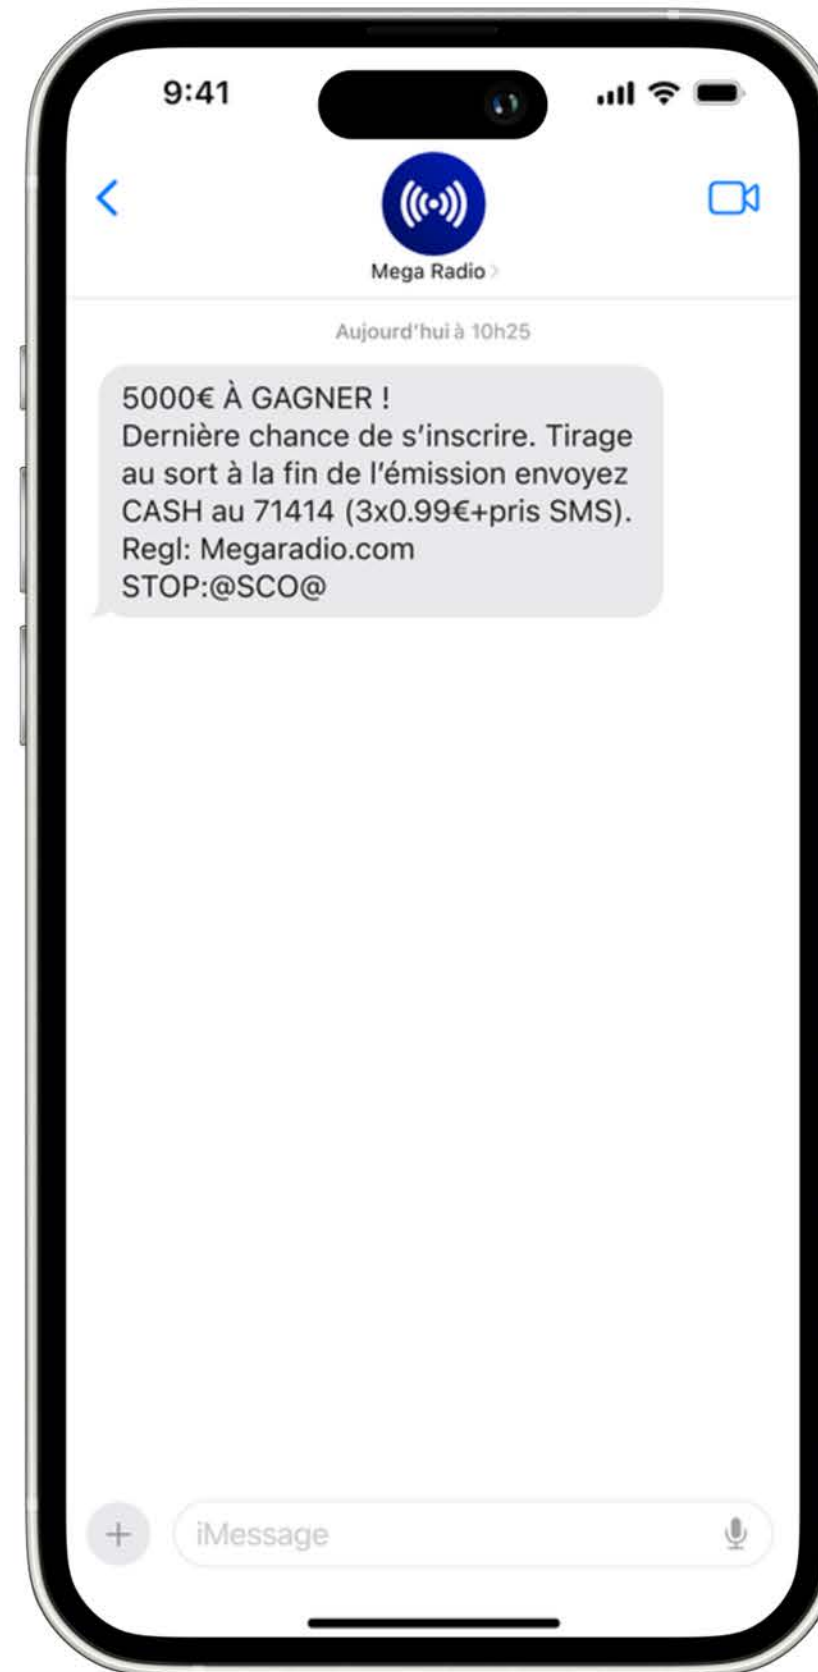 9:41
Mega Radio
Aujourd'hui à 10h25
5000€ À GAGNER !
Dernière chance de s'inscrire. Tirage
au sort à la fin de l'émission envoyez
CASH au 71414 (3x0.99€+pris SMS).
Regl: Megaradio.com
STOP:@SCO@
iMessage